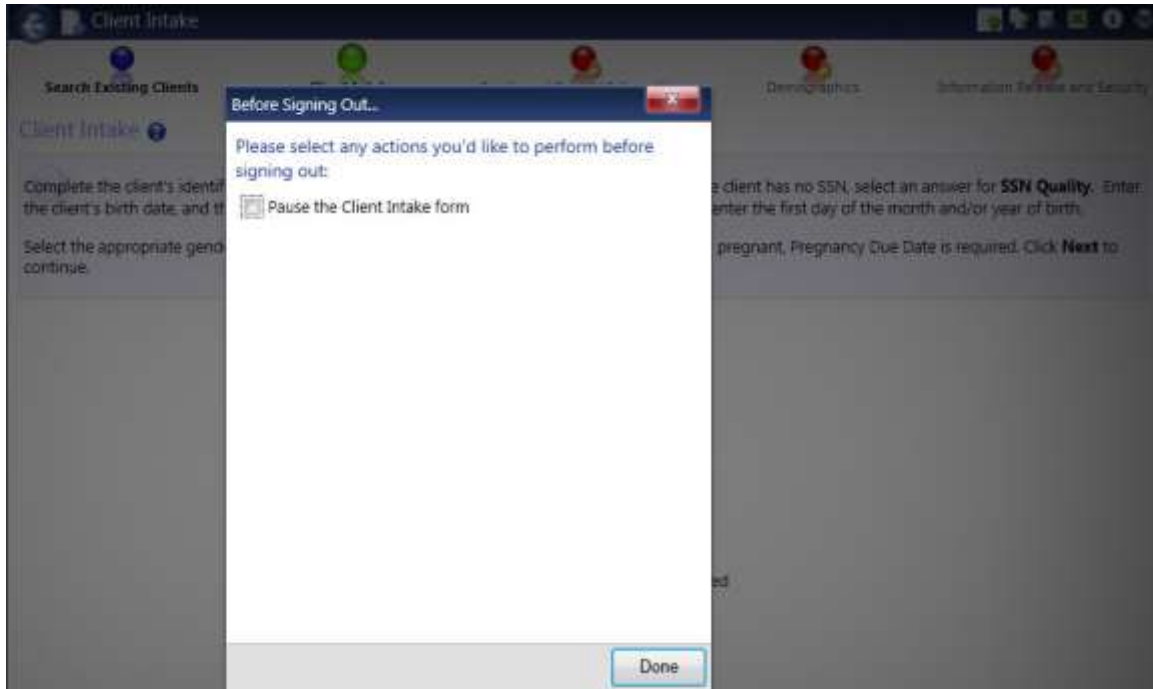 Client Intake
Search Existing Clients
Demographics
Information Release and Security
Before Signing Out...
Client Intake
Please select any actions you'd like to perform before
signing out:
Pause the Client Intake form
Complete the client's identif
e client has no SSN, select an answer for SSN Quality. Enter
the client's birth date, and th
enter the first day of the month and/or year of birth.
Select the appropriate gend
pregnant, Pregnancy Due Date is required. Click Next to
continue.
ed
Done